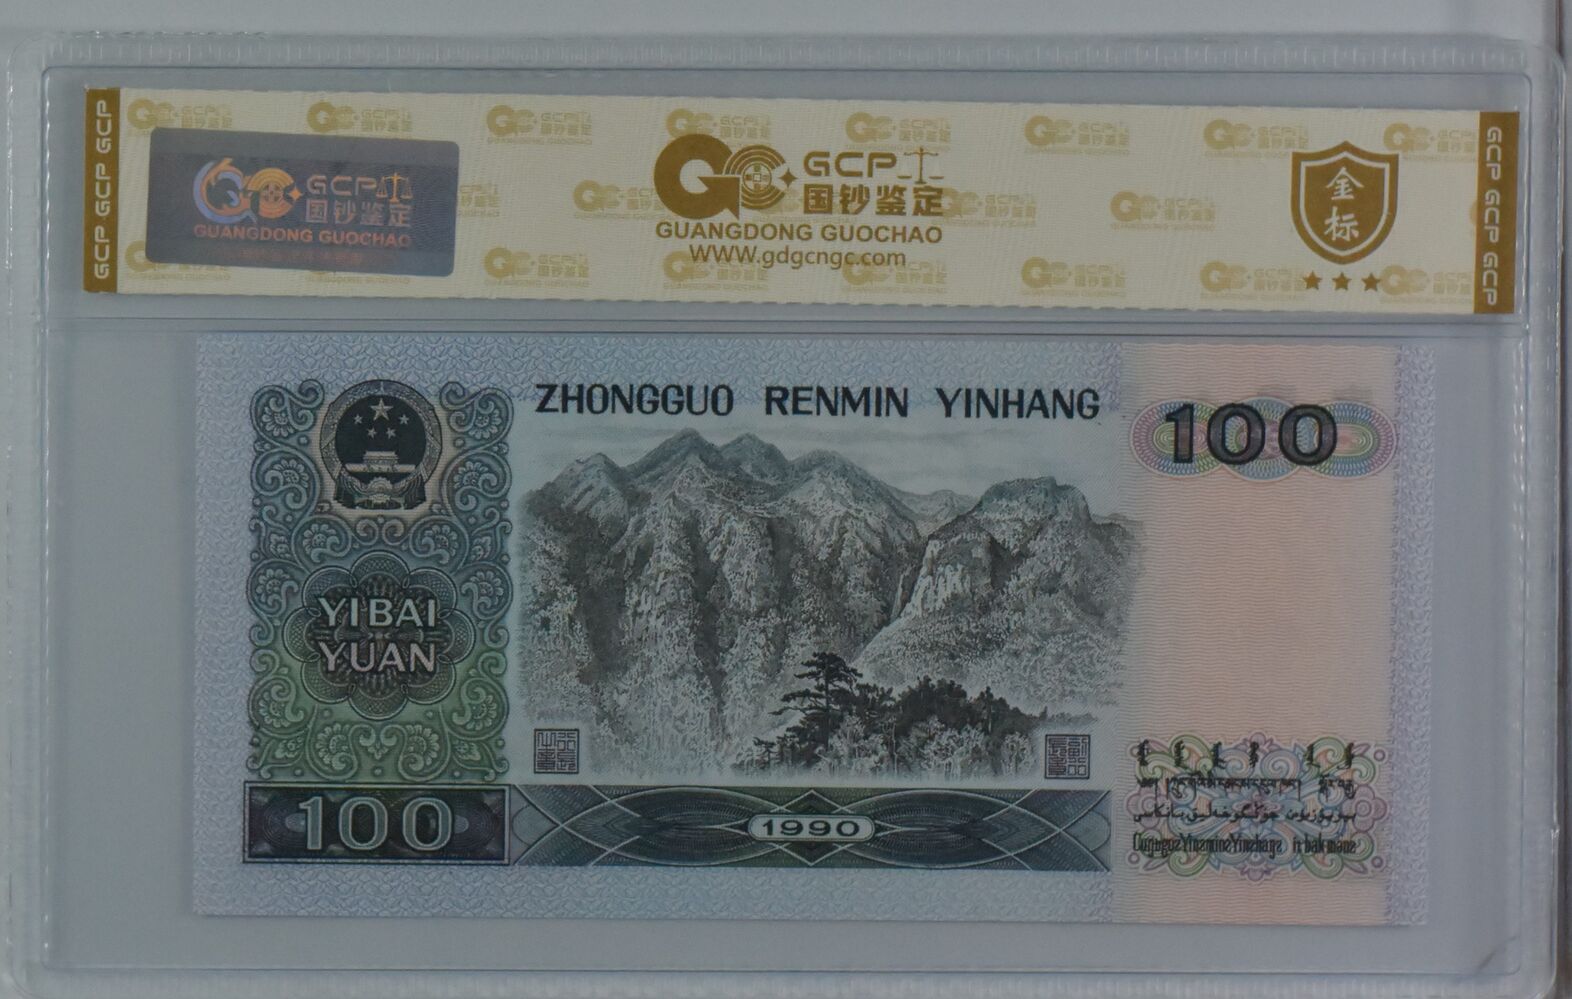 GCP GCP GCP
GCP 国钞鉴定
GUANGDONG GUOCHAO
GCP
国钞鉴定
GUANGDONG GUOCHAO
WWW.gdgcngc.com
金标
GCP GCP GCP
ZHONGGUO RENMIN YINHANG
100
YI BAI
YUAN
100
1990